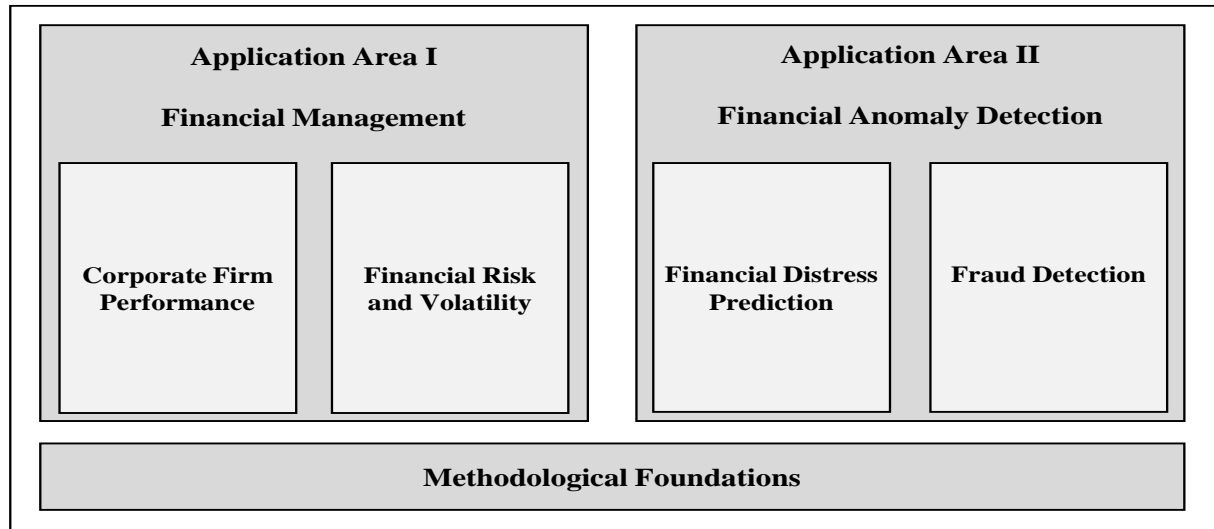 Application Area I
Financial Management
Corporate Firm
Performance
Financial Risk
and Volatility
Application Area II
Financial Anomaly Detection
Financial Distress
Prediction
Fraud Detection
Methodological Foundations